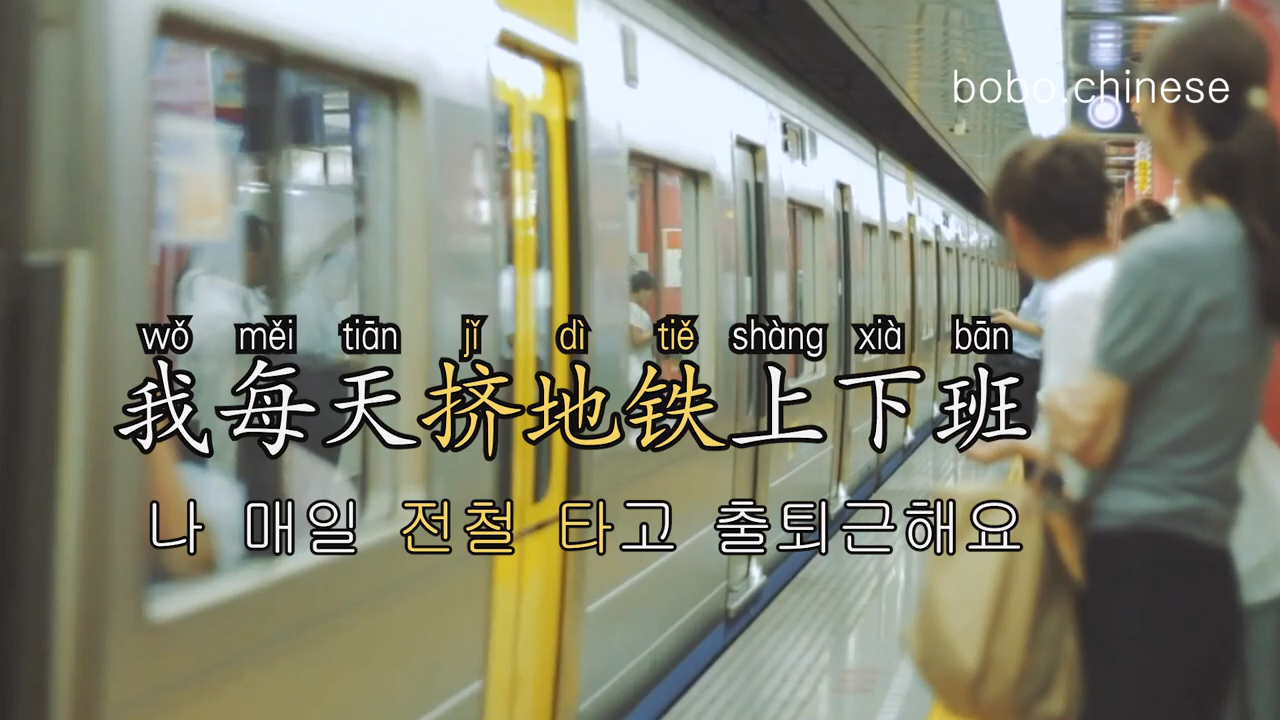 bobo.chinese
wǒ měi tiān jǐ dì tiě shàng xià bān
我每天挤地铁上下班
나 매일 전철 타고 출퇴근해요